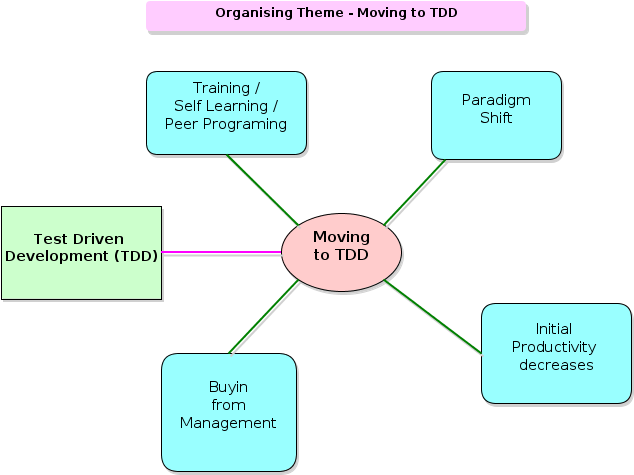 Organising Theme - Moving to TDD
Training /
Self Learning /
Peer Programing
Paradigm
Shift
Test Driven
Development (TDD)
Moving
to TDD
Initial
Productivity
decreases
Buyin
from
Management